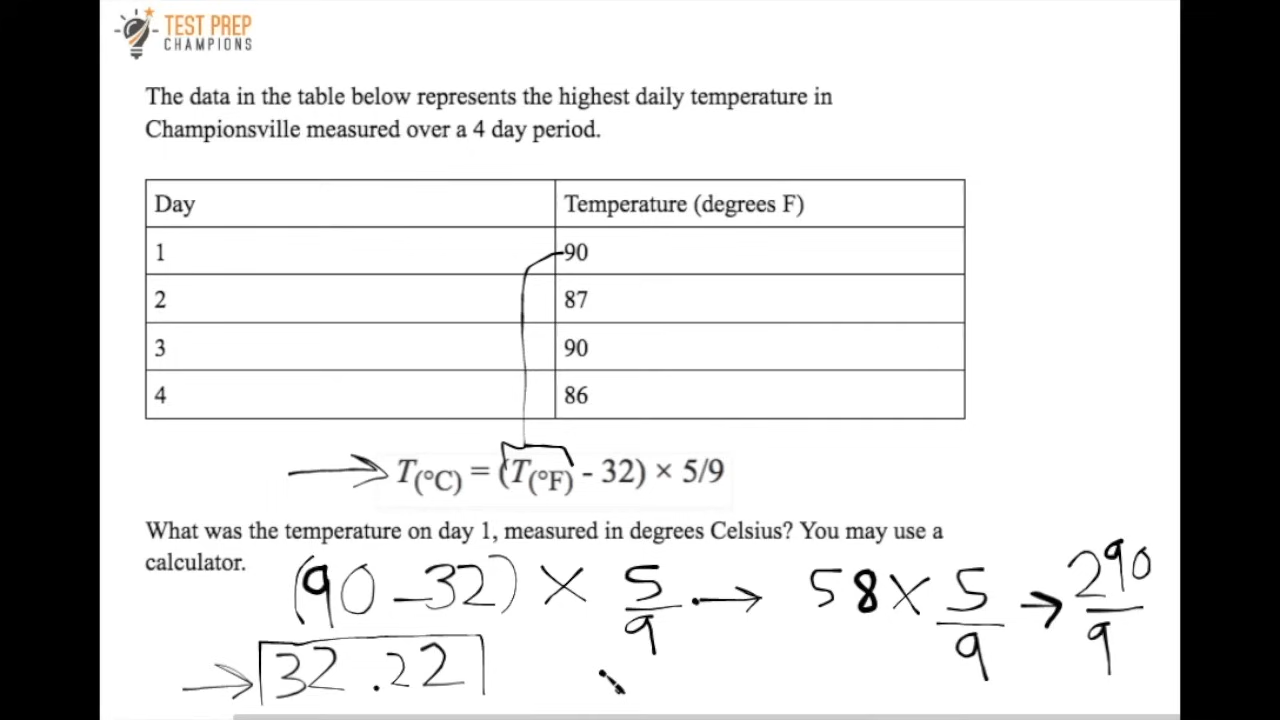 TEST PREP
CHAMPIONS
The data in the table below represents the highest daily temperature in
Championsville measured over a 4 day period.
Day Temperature (degrees F)
1 90
2 87
3 90
4 86
T(°C) = (T(°F) - 32) × 5/9
What was the temperature on day 1, measured in degrees Celsius? You may use a
calculator.
(90 - 32) × 5/9 → 58 × 5/9 → 290/9
→ 32.22